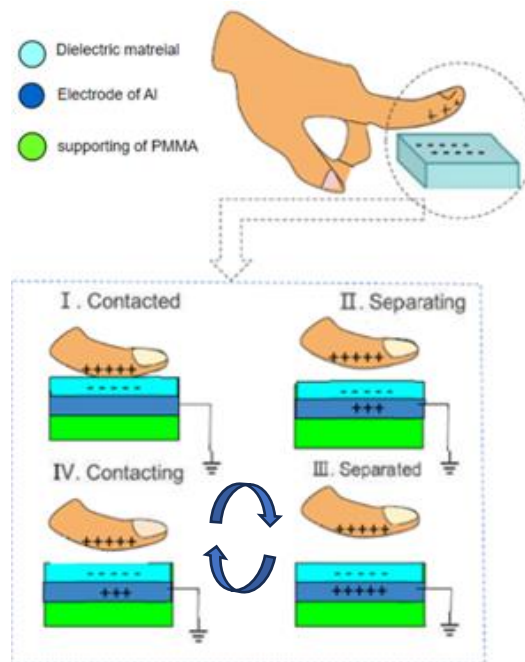 Dielectric matreial
Electrode of Al
supporting of PMMA
+ + +
- - - - -
- - - - -
Ⅰ. Contacted
Ⅱ. Separating
+++++
- - - - -
+++++
- - - - -
+++
Ⅳ. Contacting
Ⅲ. Separated
+++++
- - - - -
+++
+++++
- - - - -
+++++